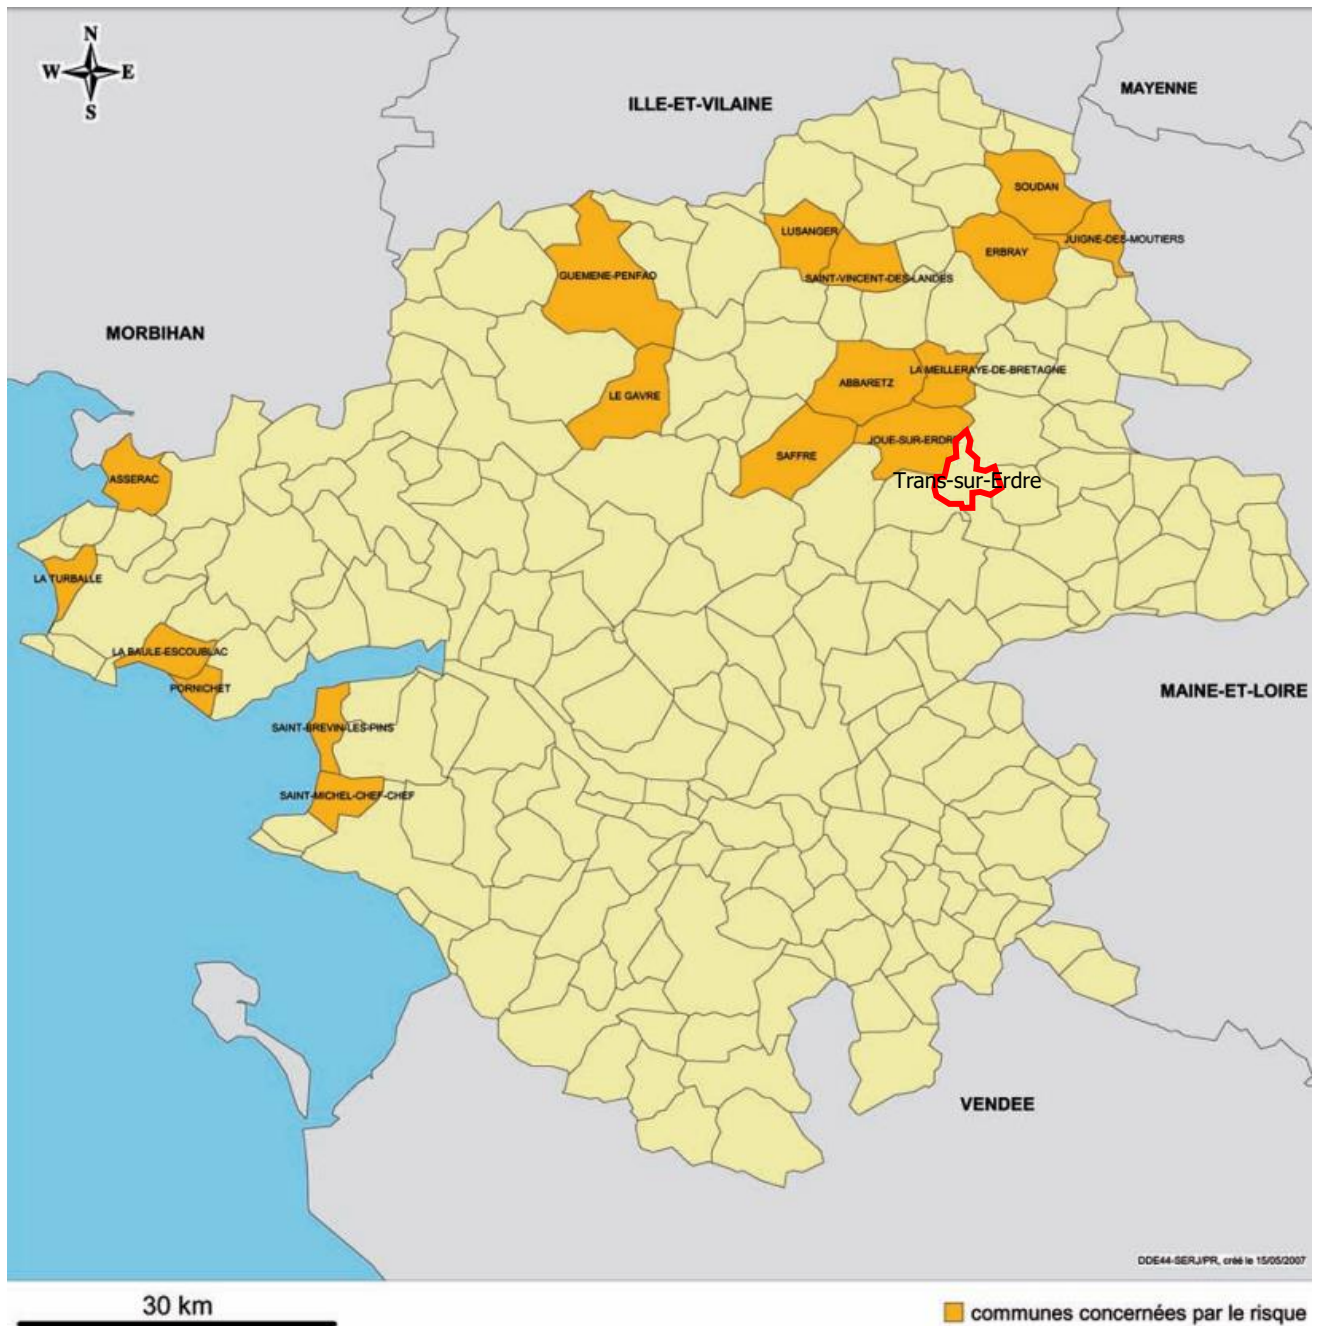 N
W E
S
MAYENNE
ILLE-ET-VILAINE
SOUDAN
LUSANGER
JUIGNE-DES-MOUTIERS
ERBRAY
GUEMENE-PENFAO
SAINT-VINCENT-DES-LANDES
MORBIHAN
LA MEILLERAYE-DE-BRETAGNE
ABBARETZ
LE GAVRE
JOUE-SUR-ERDRE
SAFFRE
ASSERAC
Trans-sur-Erdre
LA TURBALLE
LA BAULE-ESCOUBLAC
PORNICHET
MAINE-ET-LOIRE
SAINT-BREVIN-LES-PINS
SAINT-MICHEL-CHEF-CHEF
VENDEE
DDE44-SERJ/PR, créé le 15/05/2007
30 km
communes concernées par le risque